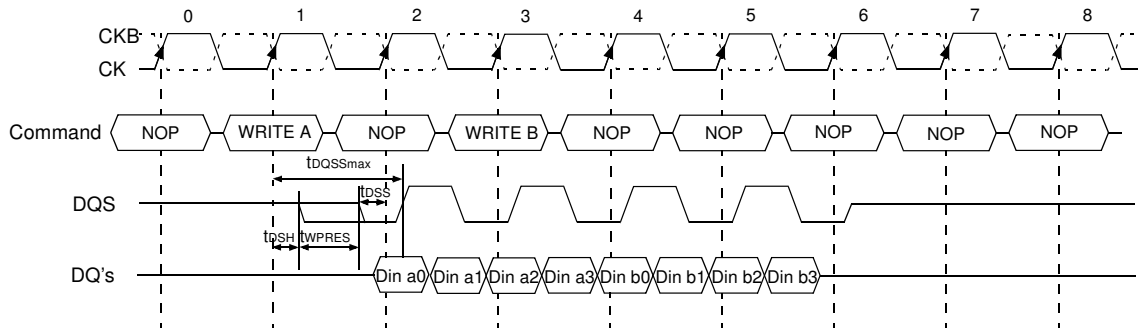 0 1 2 3 4 5 6 7 8
CKB
CK
Command NOP WRITE A NOP WRITE B NOP NOP NOP NOP NOP
tDQSSmax
tDSS
DQS
tDSH tWPRES
DQ's Din a0 Din a1 Din a2 Din a3 Din b0 Din b1 Din b2 Din b3